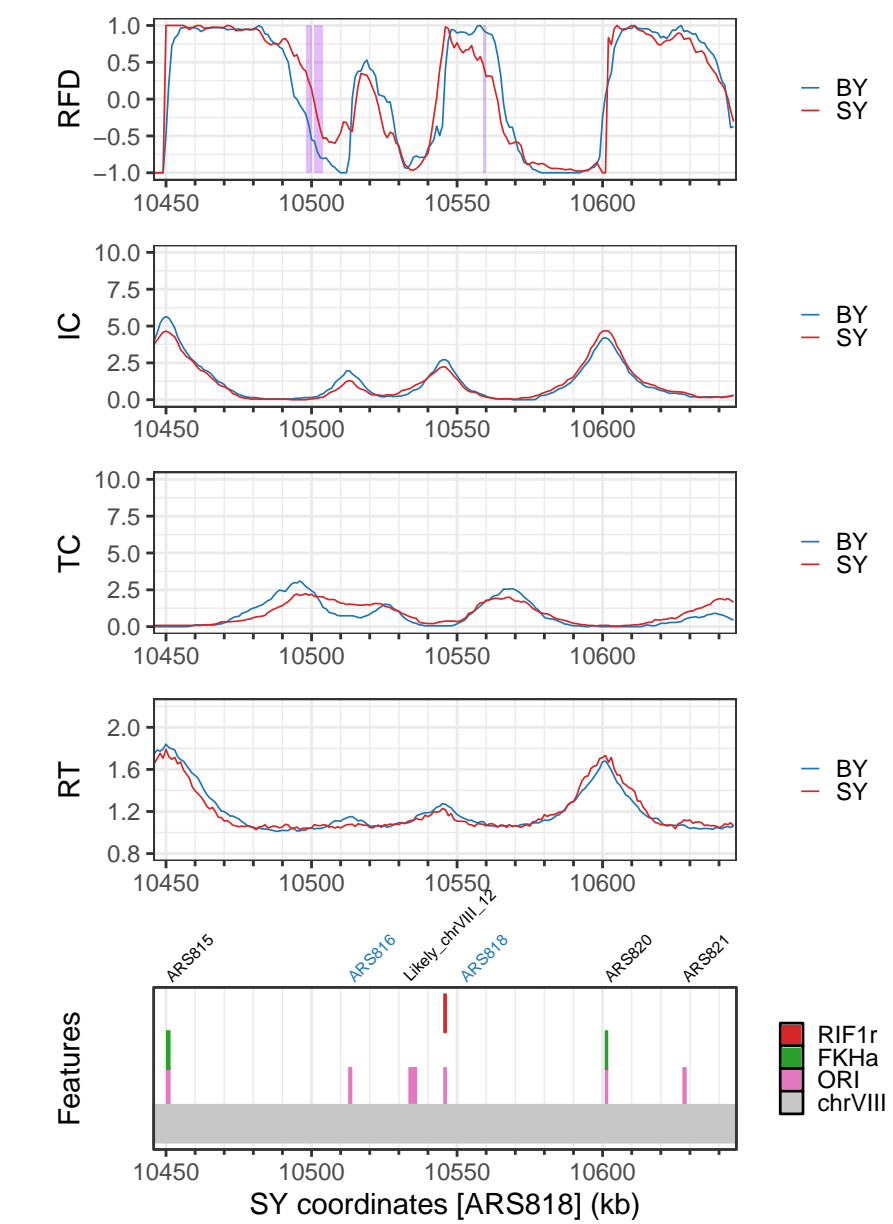 1.0
0.5
0.0
−0.5
−1.0
RFD
10450 10500 10550 10600
BY
SY
10.0
7.5
5.0
2.5
0.0
IC
10450 10500 10550 10600
BY
SY
10.0
7.5
5.0
2.5
0.0
TC
10450 10500 10550 10600
BY
SY
2.0
1.6
1.2
0.8
RT
10450 10500 10550 10600
BY
SY
ARS815 ARS816 Likely_chrVIII_12 ARS818 ARS820 ARS821
Features
RIF1r
FKHa
ORI
chrVIII
10450 10500 10550 10600
SY coordinates [ARS818] (kb)